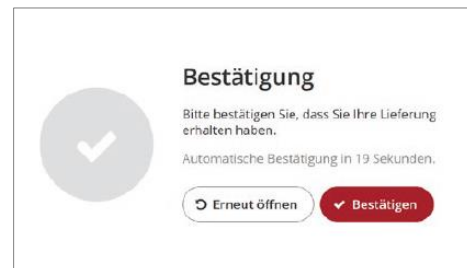 Bestätigung
Bitte bestätigen Sie, dass Sie Ihre Lieferung
erhalten haben.
Automatische Bestätigung in 19 Sekunden.
Erneut öffnen
Bestätigen